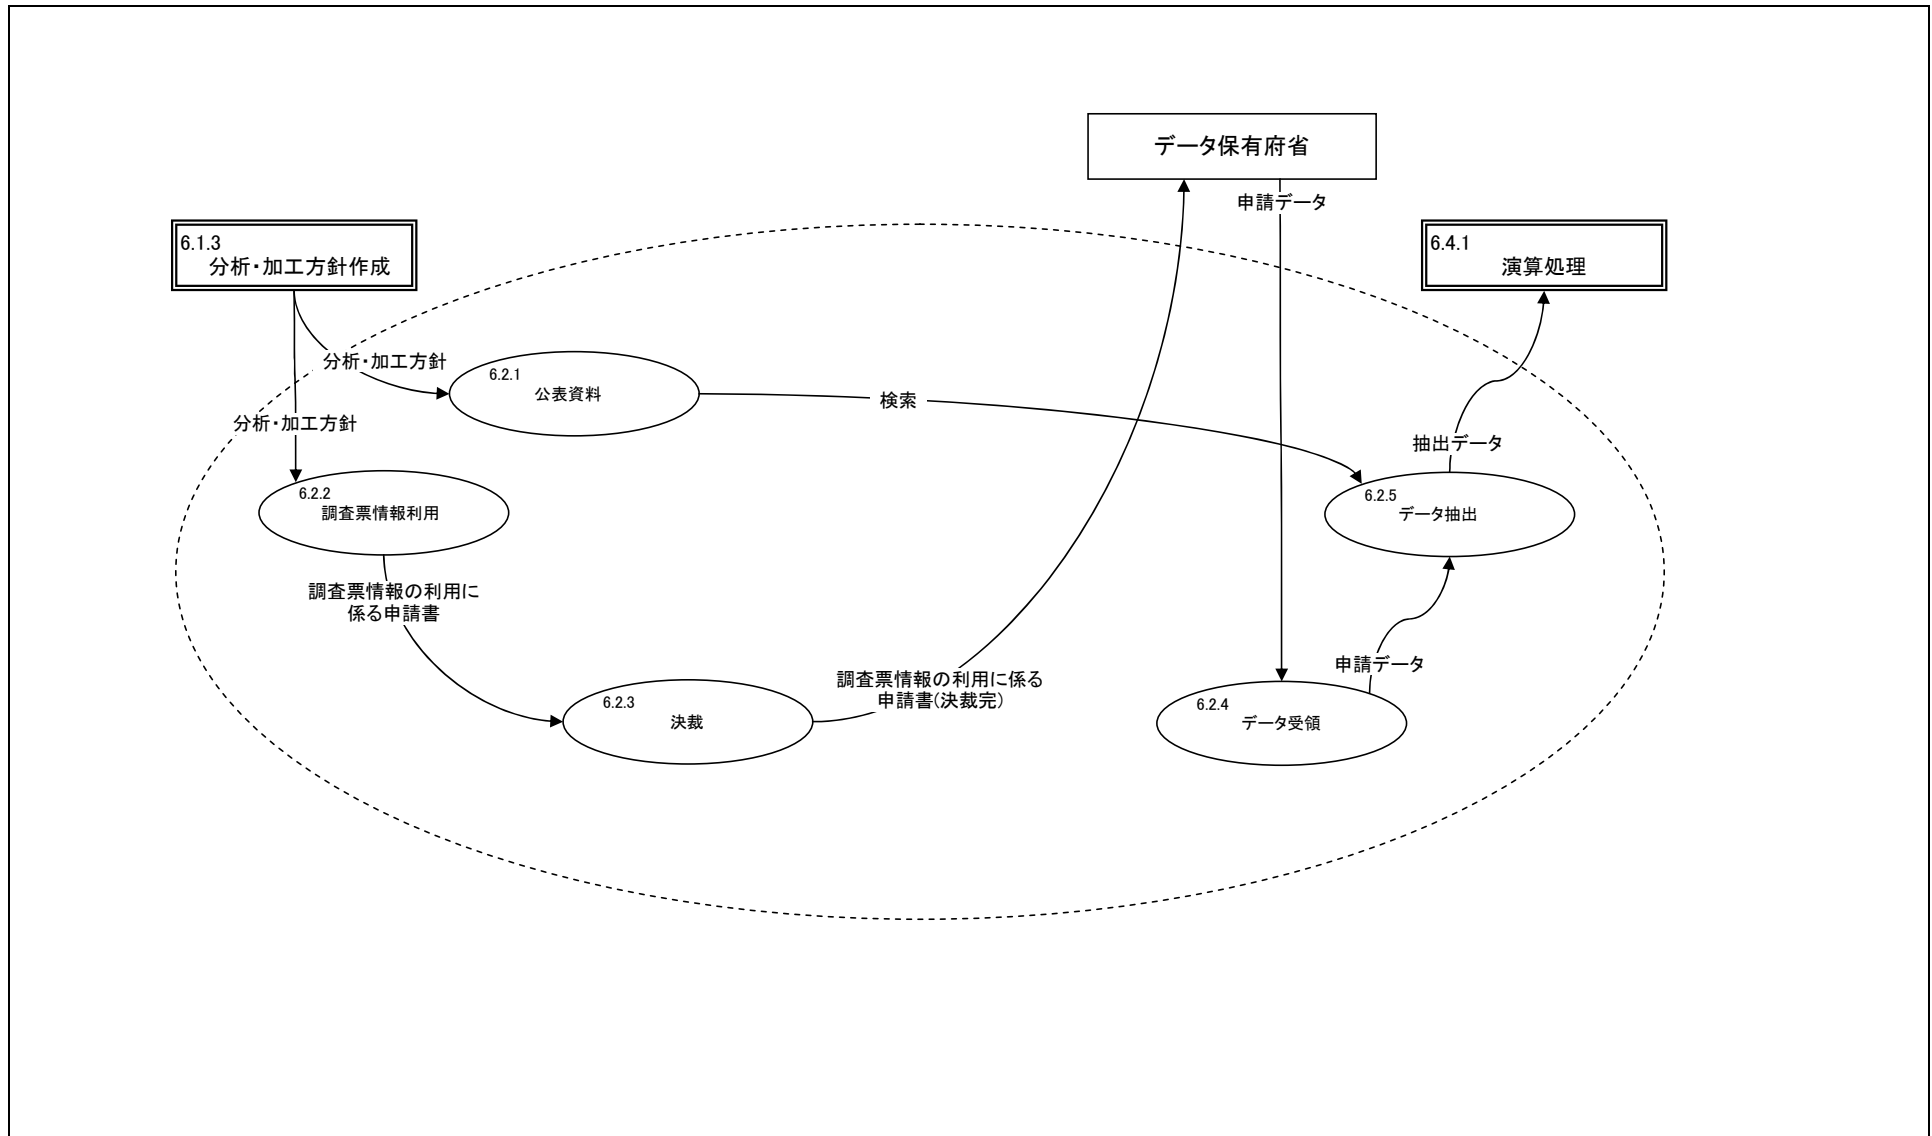 データ保有府省
申請データ
6.1.3
分析・加工方針作成
6.4.1
演算処理
分析・加工方針
6.2.1
公表資料
検索
分析・加工方針
抽出データ
6.2.2
調査票情報利用
6.2.5
データ抽出
調査票情報の利用に
係る申請書
申請データ
調査票情報の利用に係る
申請書(決裁完)
6.2.3
決裁
6.2.4
データ受領